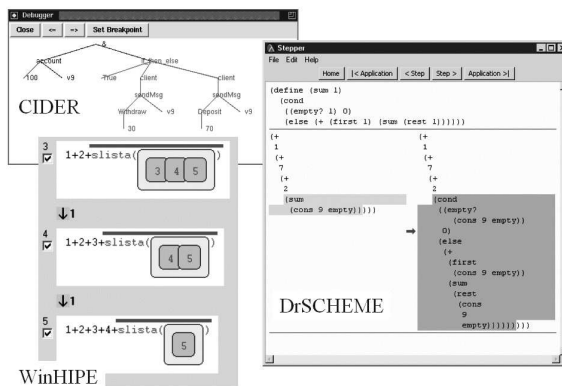 Debugger
Close <= => Set Breakpoint
&
account if_then_else
100 v9 True client client
sendMsg sendMsg
Withdraw v9 Deposit v9
30 70
CIDER
3
1+2+slista( 3 4 5 )
↓1
4
1+2+3+slista( 4 5 )
↓1
5
1+2+3+4+slista( 5 )
WinHIPE
Stepper
File Edit Help
Home |< Application < Step Step > Application >|
(define (sum l)
(cond
((empty? l) 0)
(else (+ (first l) (sum (rest l))))))
(+
1
(+
7
(+
2
(sum
(cons 9 empty)))))
(+
1
(+
7
(+
2
(cond
((empty?
(cons 9 empty))
0)
(else
(+
(first
(cons 9 empty))
(sum
(rest
(cons
9
empty)))))))))
DrSCHEME